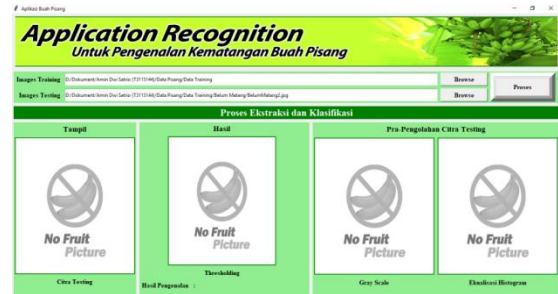 Aplikasi Buah Pisang
Application Recognition
Untuk Pengenalan Kematangan Buah Pisang
Images Training D:/Dokument/Amin Dwi Satrio (T3113144)/Data Pisang/Data Training Browse
Images Testing D:/Dokument/Amin Dwi Satrio (T3113144)/Data Pisang/Data Training/Belum Matang/BelumMatang2.jpg Browse
Proses
Proses Ekstraksi dan Klasifikasi
Tampil
Hasil
Pra-Pengolahan Citra Testing
No Fruit
Picture
No Fruit
Picture
No Fruit
Picture
No Fruit
Picture
Citra Testing
Thresholding
Hasil Pengenalan :
Gray Scale
Ekualisasi Histogram